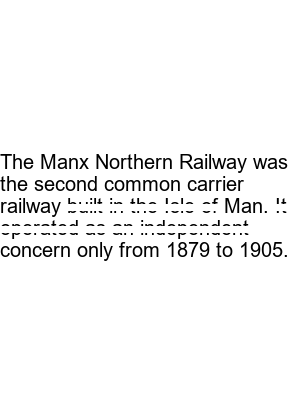 The Manx Northern Railway was
the second common carrier
railway built in the Isle of Man. It
operated as an independent
concern only from 1879 to 1905.